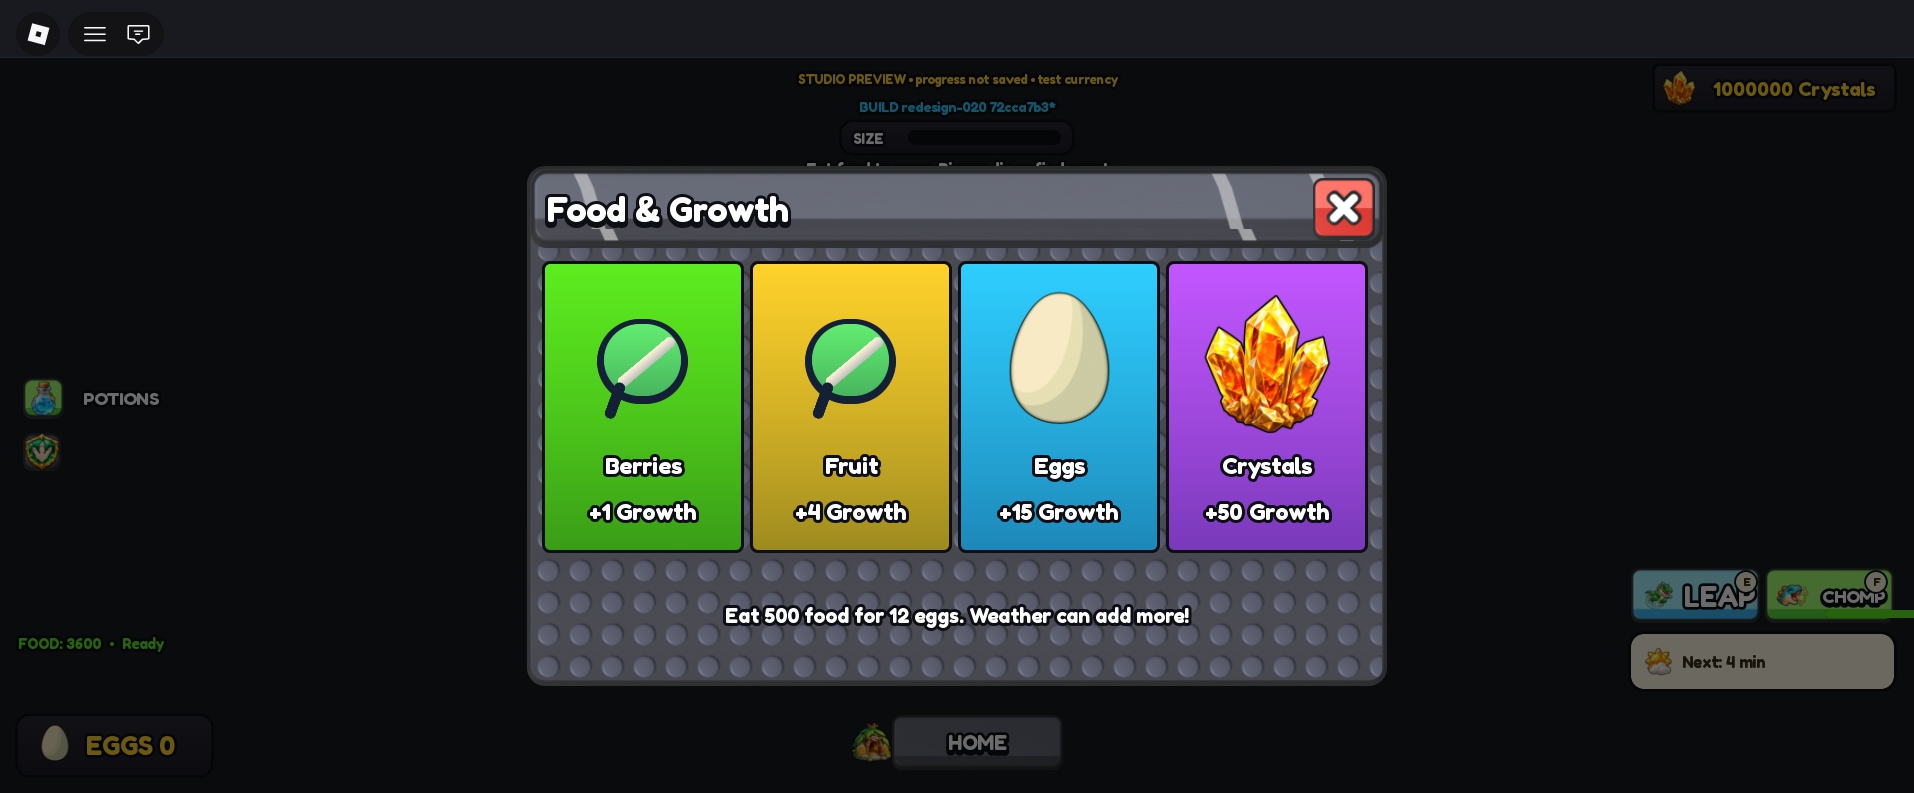 STUDIO PREVIEW • progress not saved • test currency
1000000 Crystals
BUILD redesign-020 72cca7b3*
SIZE
Food & Growth
Berries
+1 Growth
Fruit
+4 Growth
Eggs
+15 Growth
Crystals
+50 Growth
POTIONS
Eat 500 food for 12 eggs. Weather can add more!
E
LEAP
F
CHOMP
FOOD: 3600 • Ready
Next: 4 min
EGGS 0
HOME